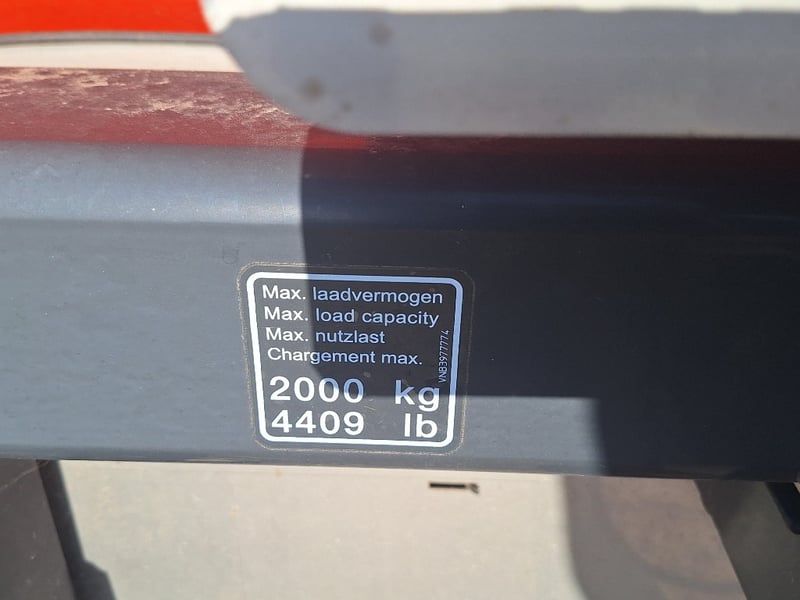 Max. laadvermogen
Max. load capacity
Max. nutzlast
Chargement max.
2000 kg
4409 lb
VNB3977774